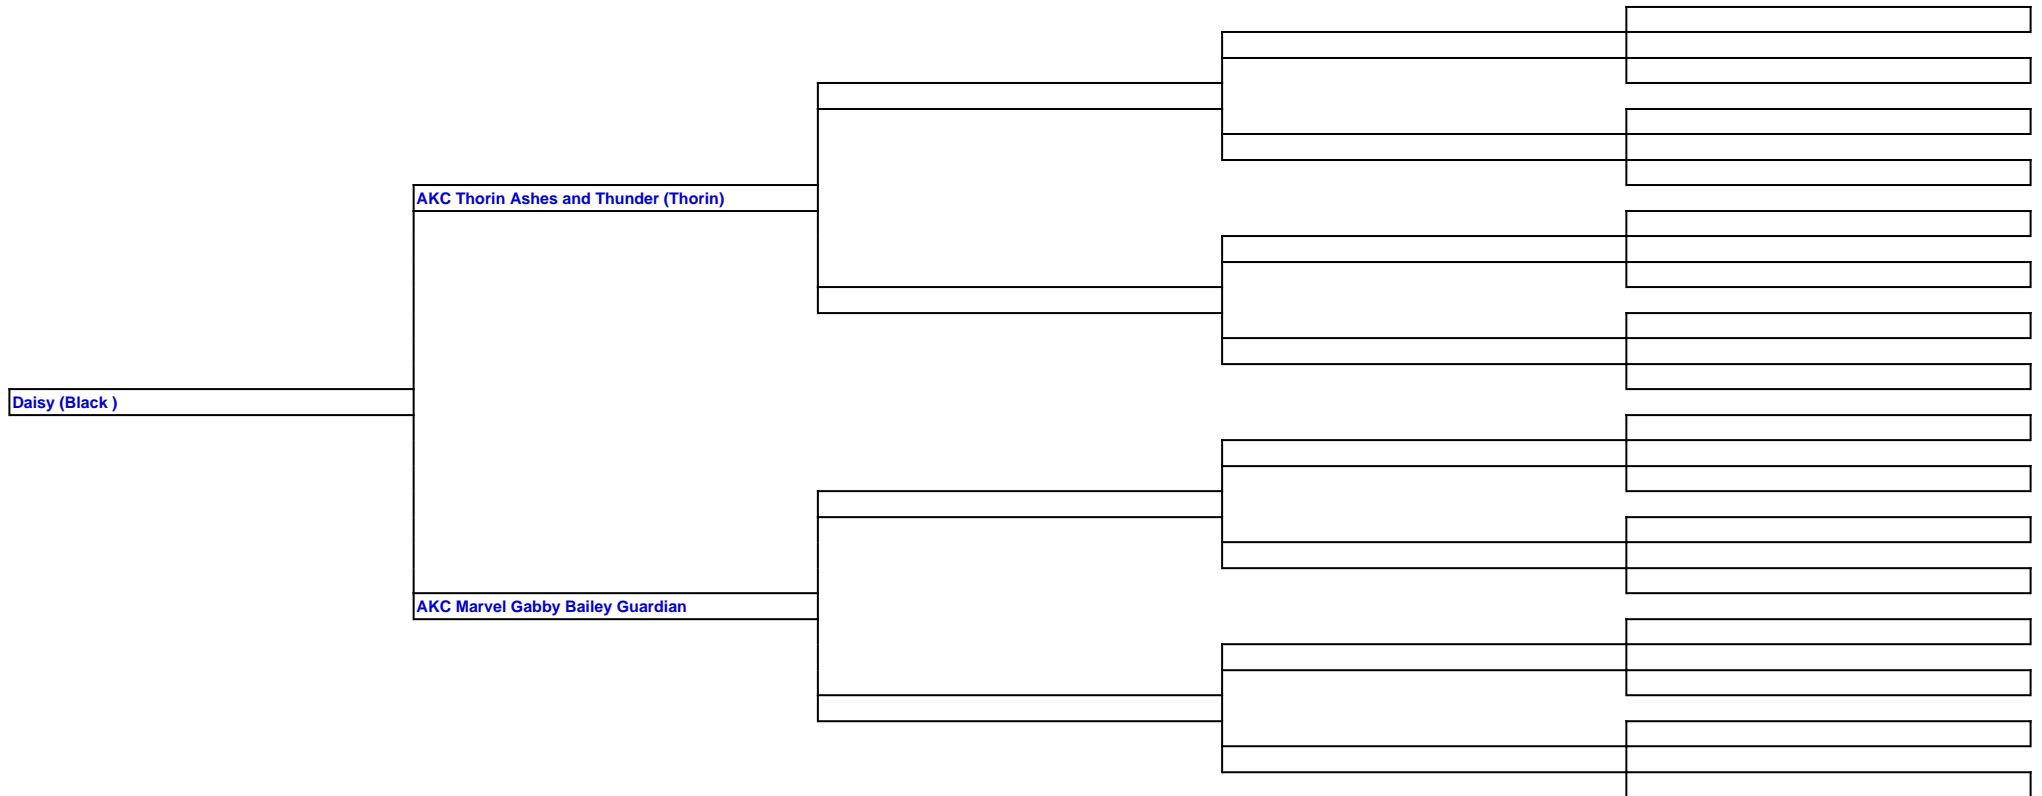 AKC Thorin Ashes and Thunder (Thorin)
Daisy (Black )
AKC Marvel Gabby Bailey Guardian